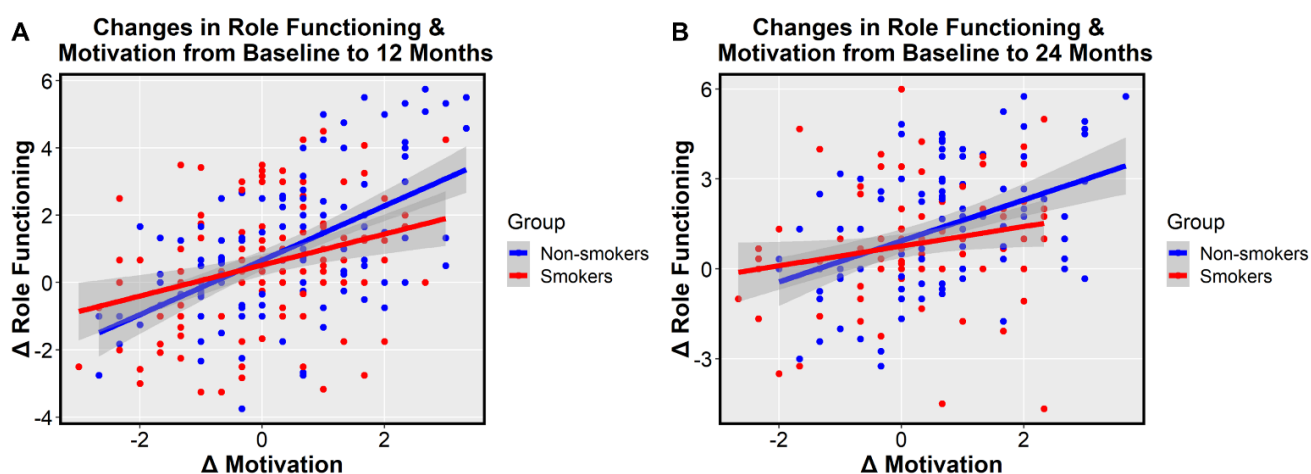 A
Changes in Role Functioning &
Motivation from Baseline to 12 Months
Δ Role Functioning
6
4
2
0
-2
-4
-2
0
2
Δ Motivation
Group
Non-smokers
Smokers
B
Changes in Role Functioning &
Motivation from Baseline to 24 Months
Δ Role Functioning
6
3
0
-3
-2
0
2
Δ Motivation
Group
Non-smokers
Smokers